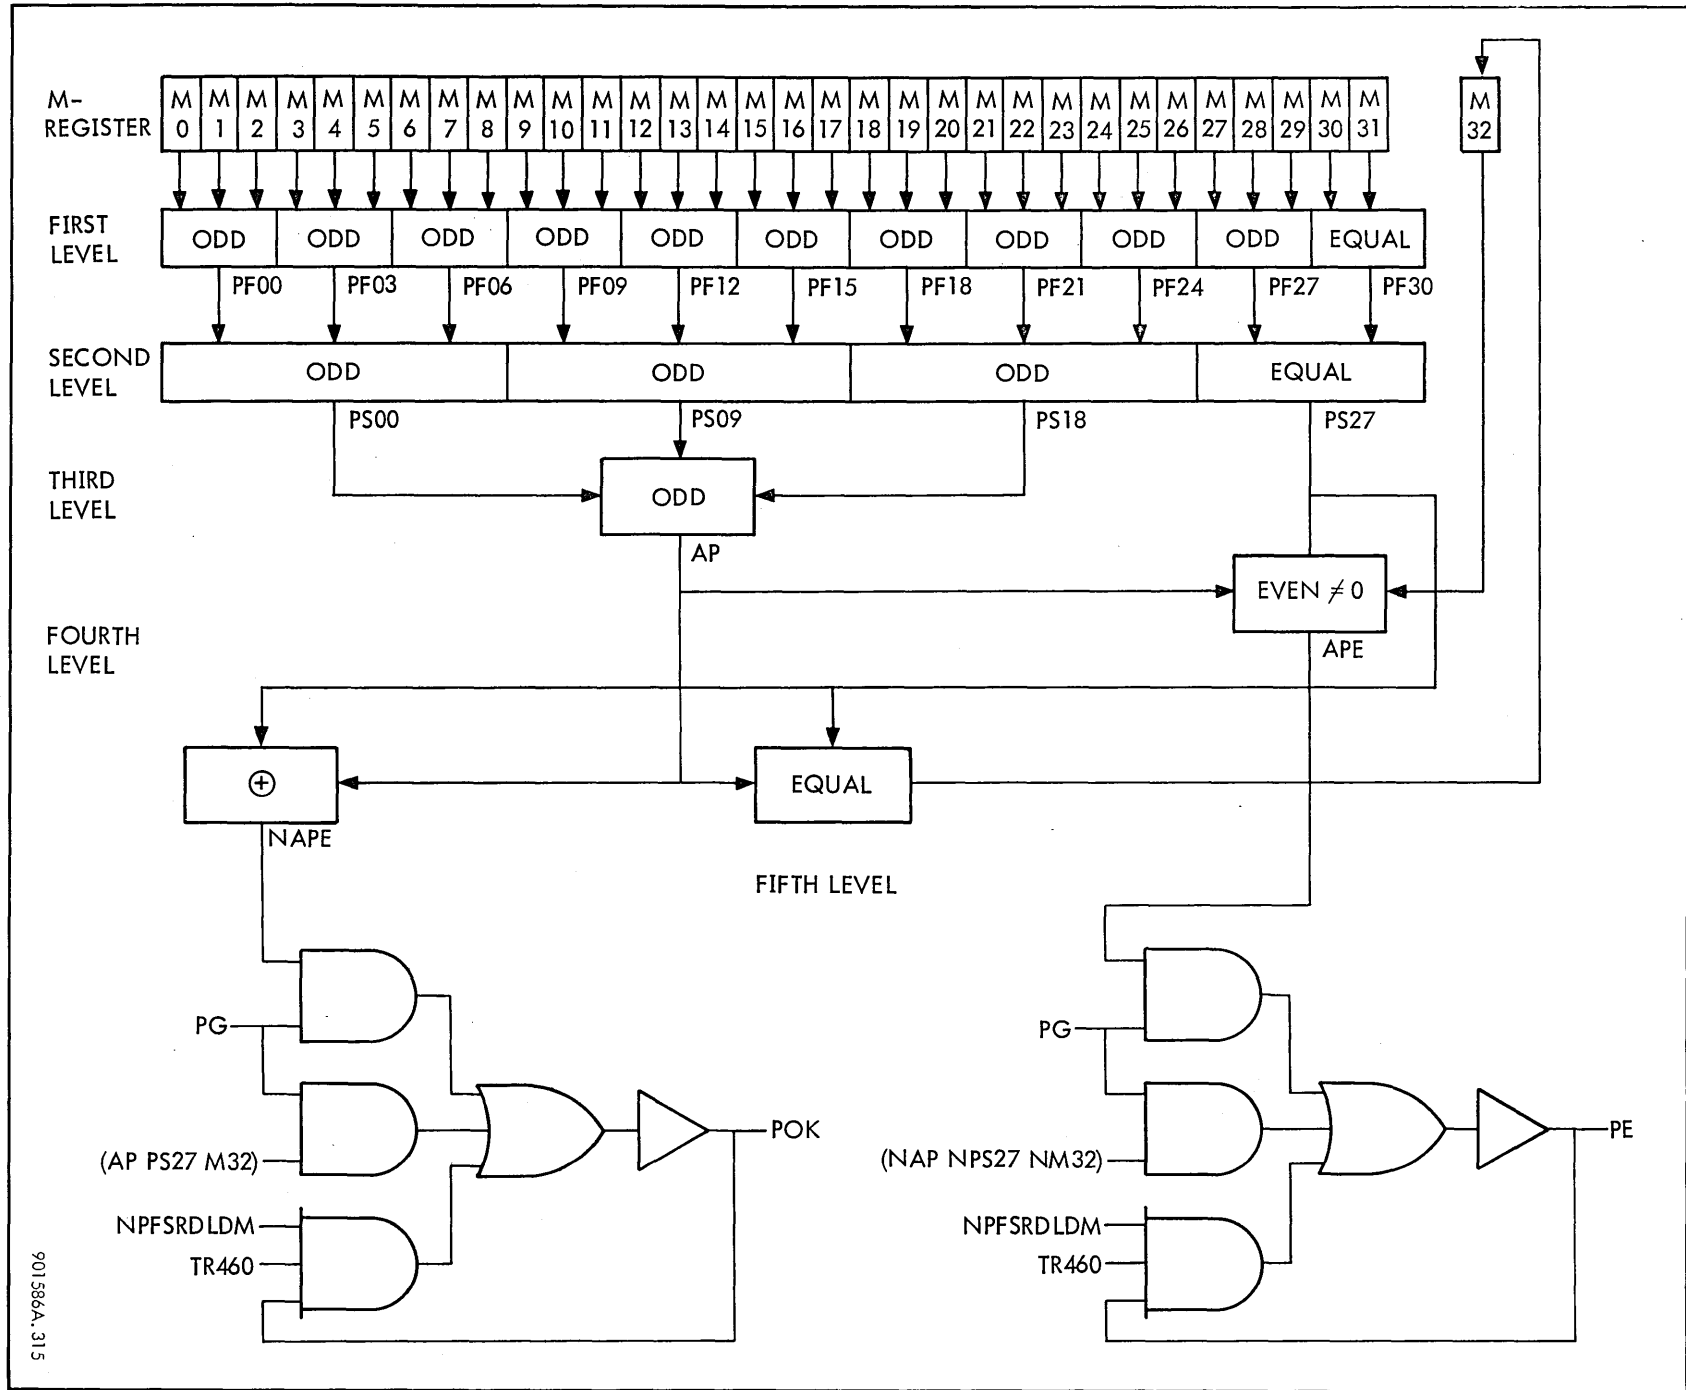 M-
REGISTER
M 0 M 1 M 2 M 3 M 4 M 5 M 6 M 7 M 8 M 9 M 10 M 11 M 12 M 13 M 14 M 15 M 16 M 17 M 18 M 19 M 20 M 21 M 22 M 23 M 24 M 25 M 26 M 27 M 28 M 29 M 30 M 31 M 32
FIRST
LEVEL
ODD ODD ODD ODD ODD ODD ODD ODD ODD ODD EQUAL
PF00 PF03 PF06 PF09 PF12 PF15 PF18 PF21 PF24 PF27 PF30
SECOND
LEVEL
ODD ODD ODD EQUAL
PS00 PS09 PS18 PS27
THIRD
LEVEL
ODD
AP
EVEN ≠ 0
APE
FOURTH
LEVEL
⊕
EQUAL
NAPE
FIFTH LEVEL
PG
PG
POK
PE
(AP PS27 M32)
(NAP NPS27 NM32)
NPFSRDLDM
NPFSRDLDM
TR460
TR460
901586A.315